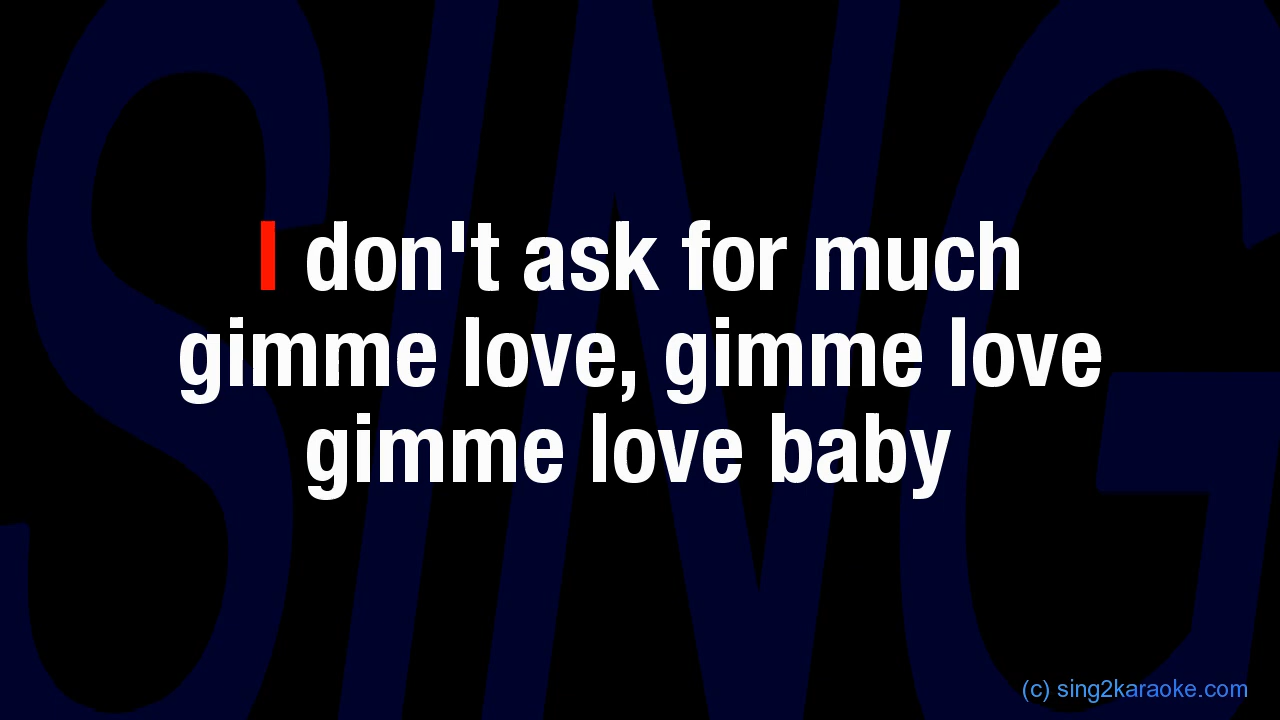 SING
I don't ask for much
gimme love, gimme love
gimme love baby
(c) sing2karaoke.com